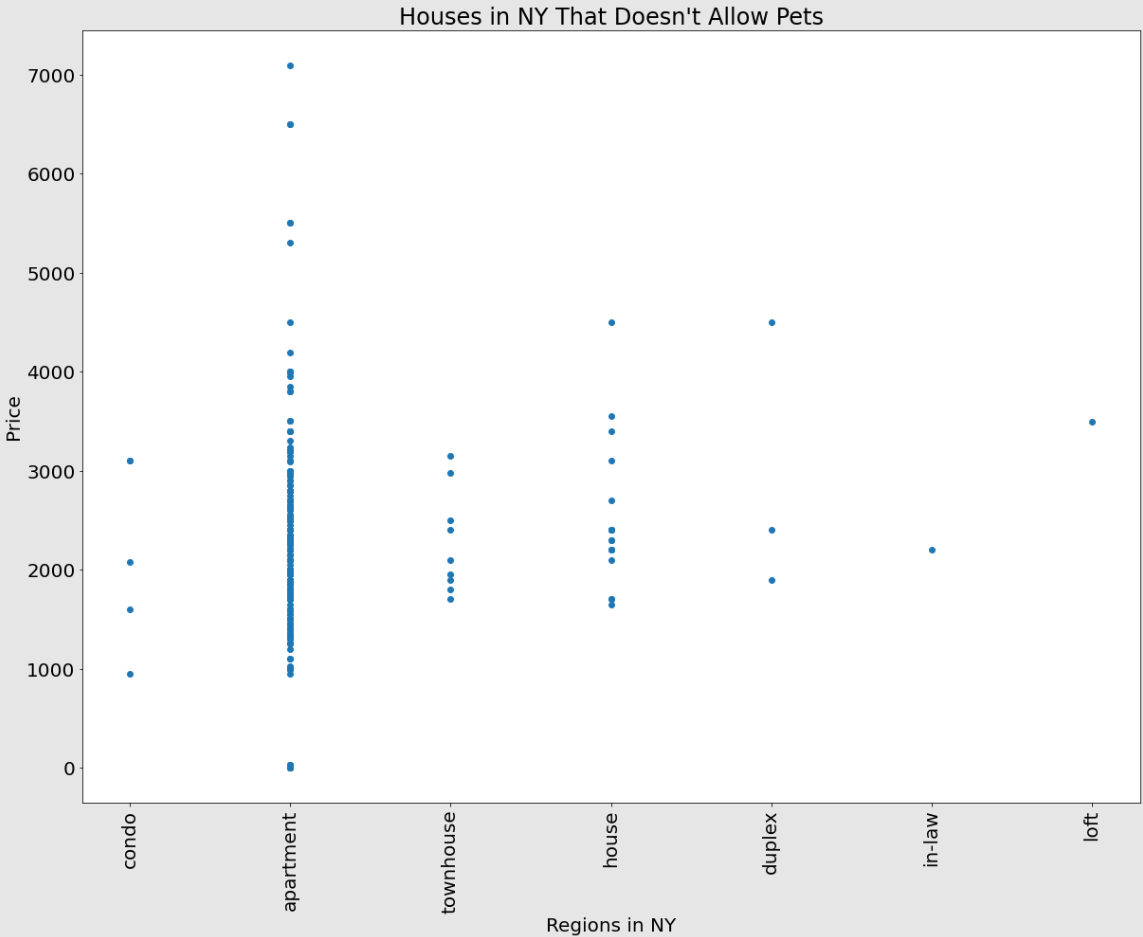 Houses in NY That Doesn't Allow Pets
Price
7000
6000
5000
4000
3000
2000
1000
0
condo
apartment
townhouse
house
duplex
in-law
loft
Regions in NY